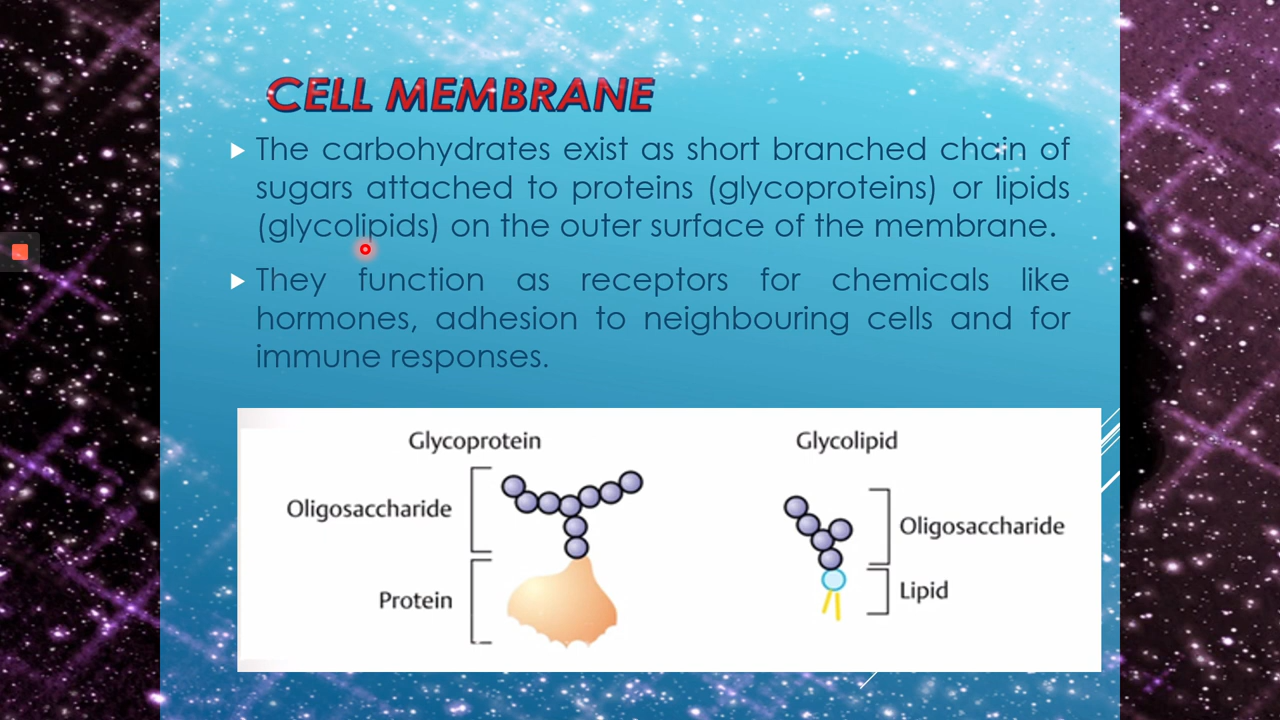 CELL MEMBRANE
The carbohydrates exist as short branched chain of
sugars attached to proteins (glycoproteins) or lipids
(glycolipids) on the outer surface of the membrane.
They function as receptors for chemicals like
hormones, adhesion to neighbouring cells and for
immune responses.
Glycoprotein
Oligosaccharide
Protein
Glycolipid
Oligosaccharide
Lipid